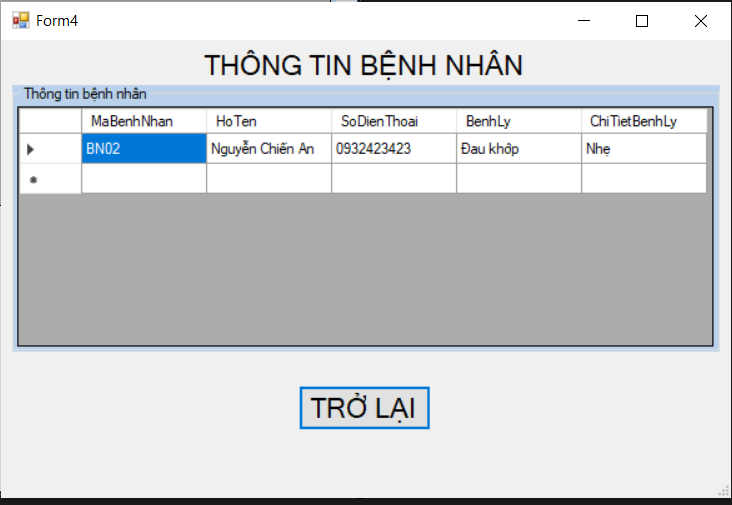 Form4
THÔNG TIN BỆNH NHÂN
Thông tin bệnh nhân
MaBenhNhan HoTen SoDienThoai BenhLy ChiTietBenhLy
BN02 Nguyễn Chiến An 0932423423 Đau khớp Nhẹ
TRỞ LẠI